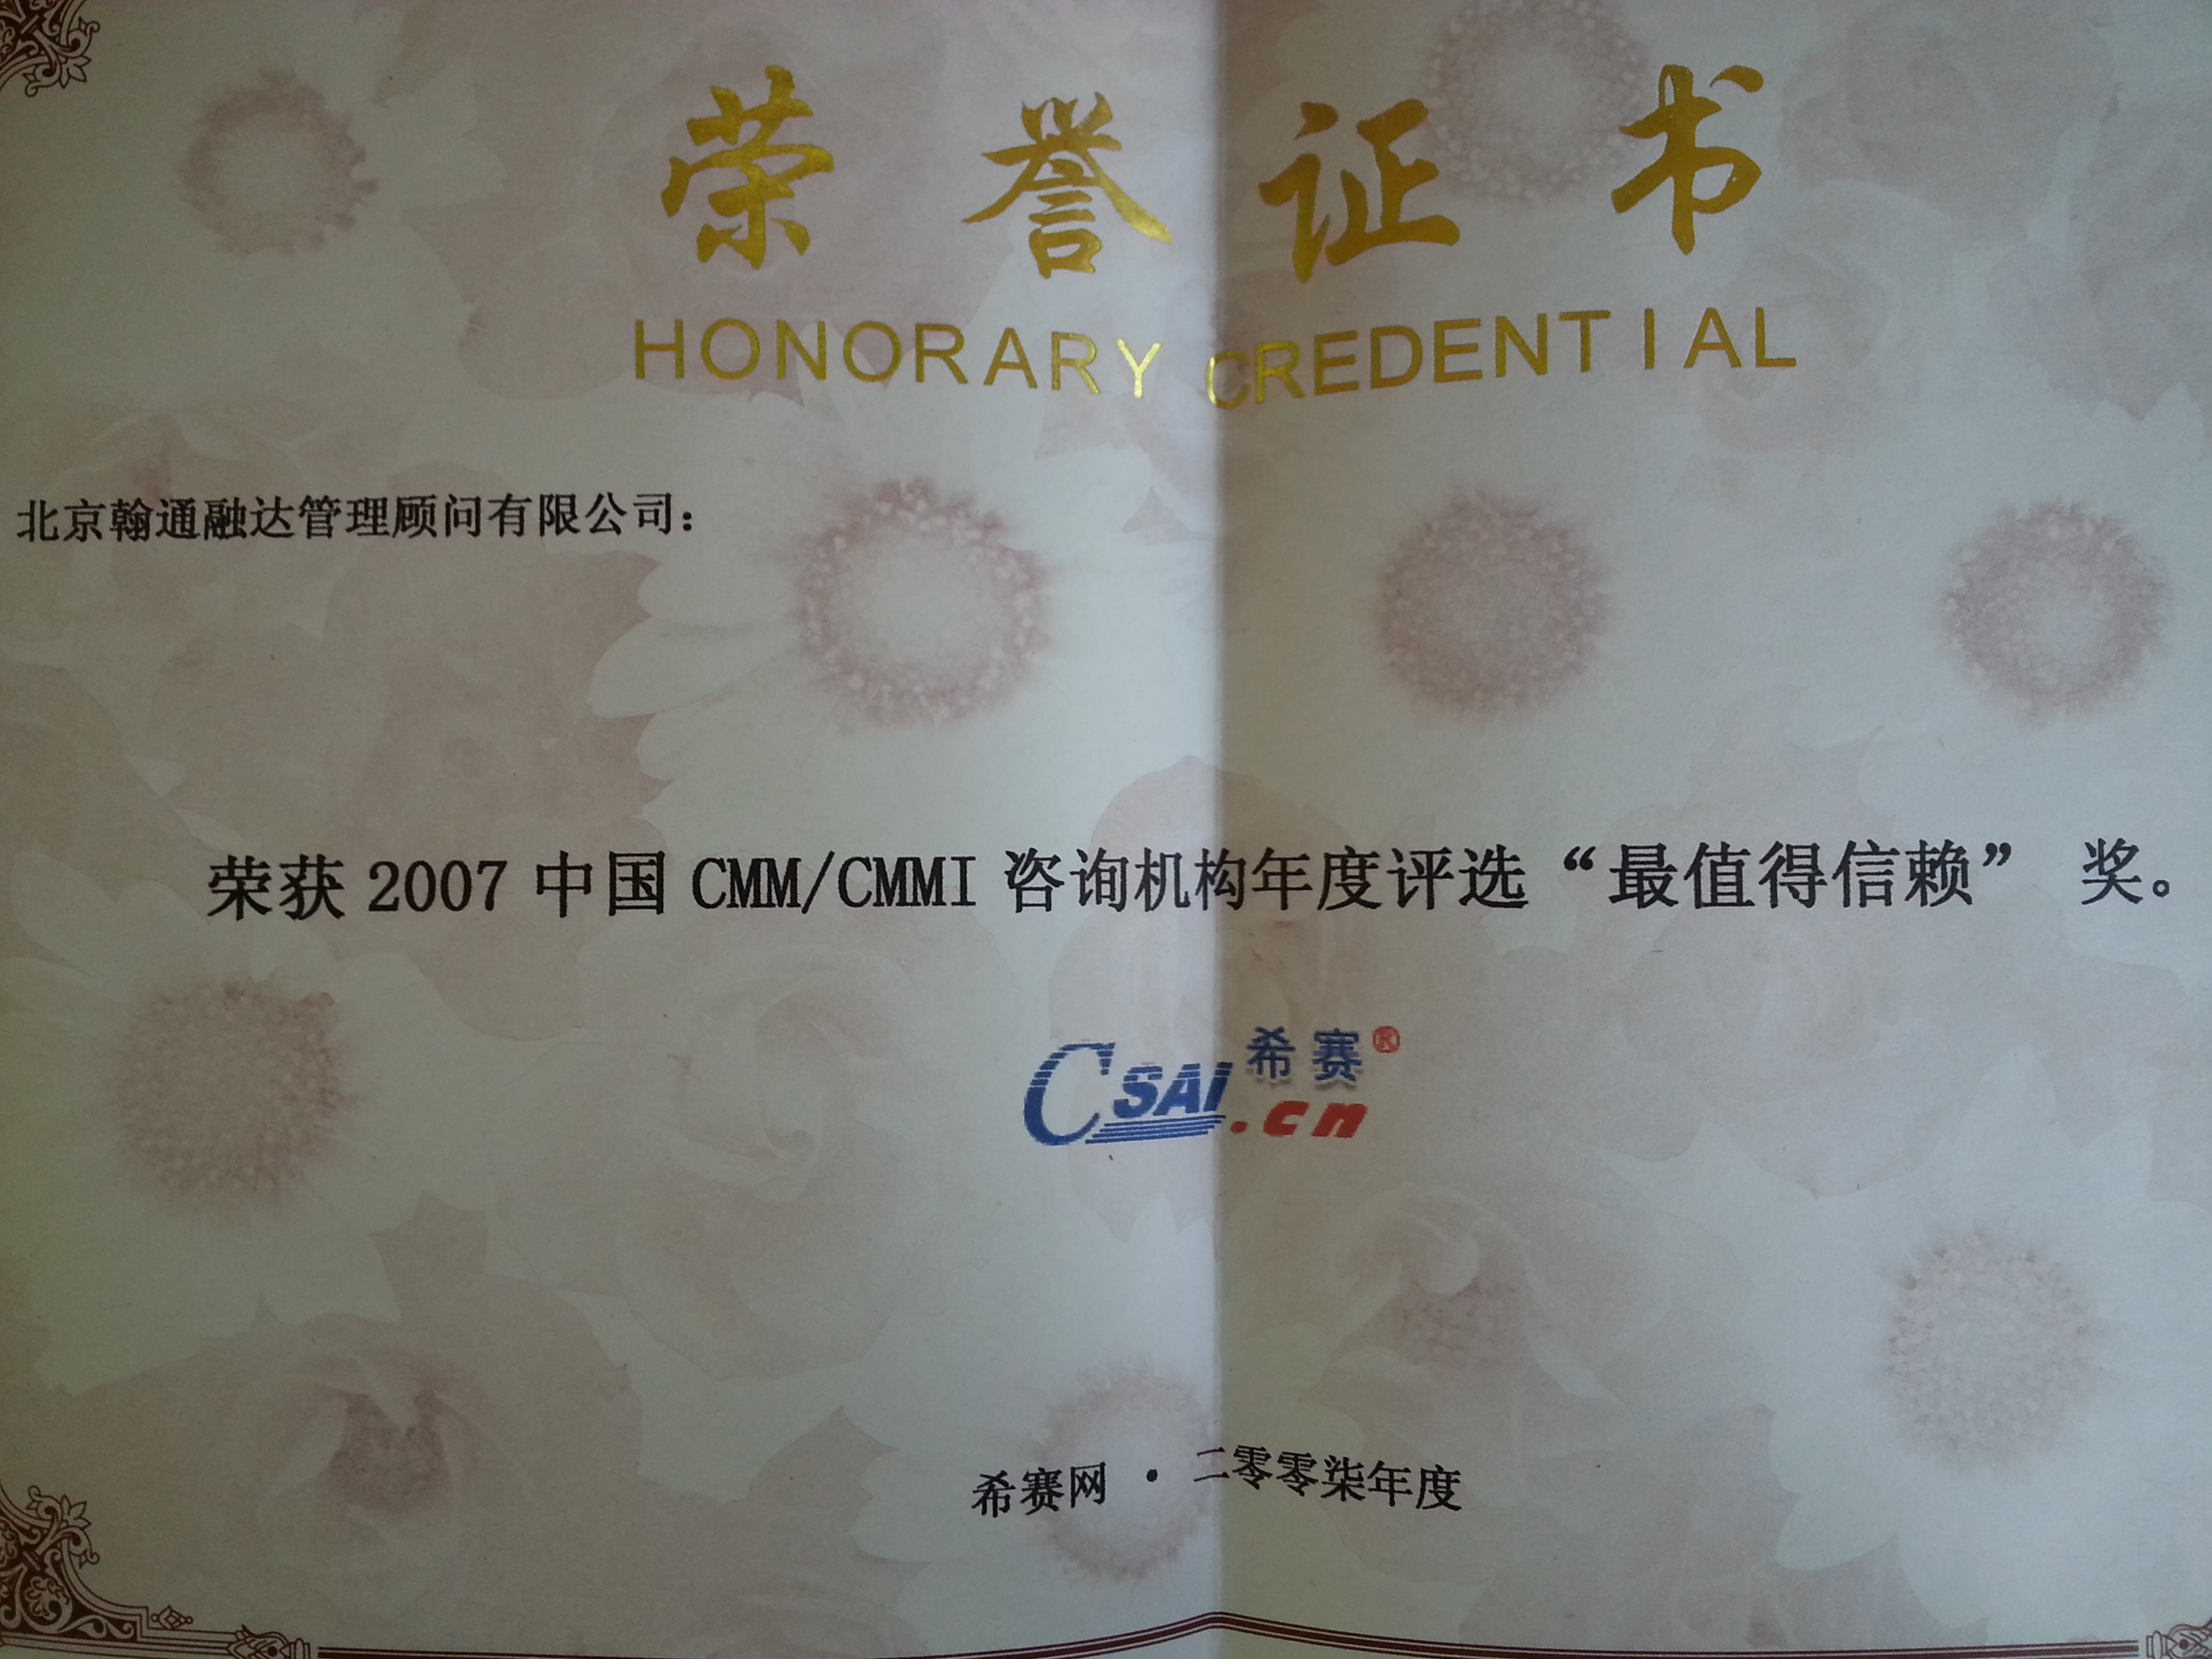 荣誉证书
HONORARY CREDENTIAL
北京翰通融达管理顾问有限公司：
荣获 2007 中国 CMM/CMMI 咨询机构年度评选“最值得信赖” 奖。
CSAI.cn 希赛®
希赛网 · 二零零柒年度